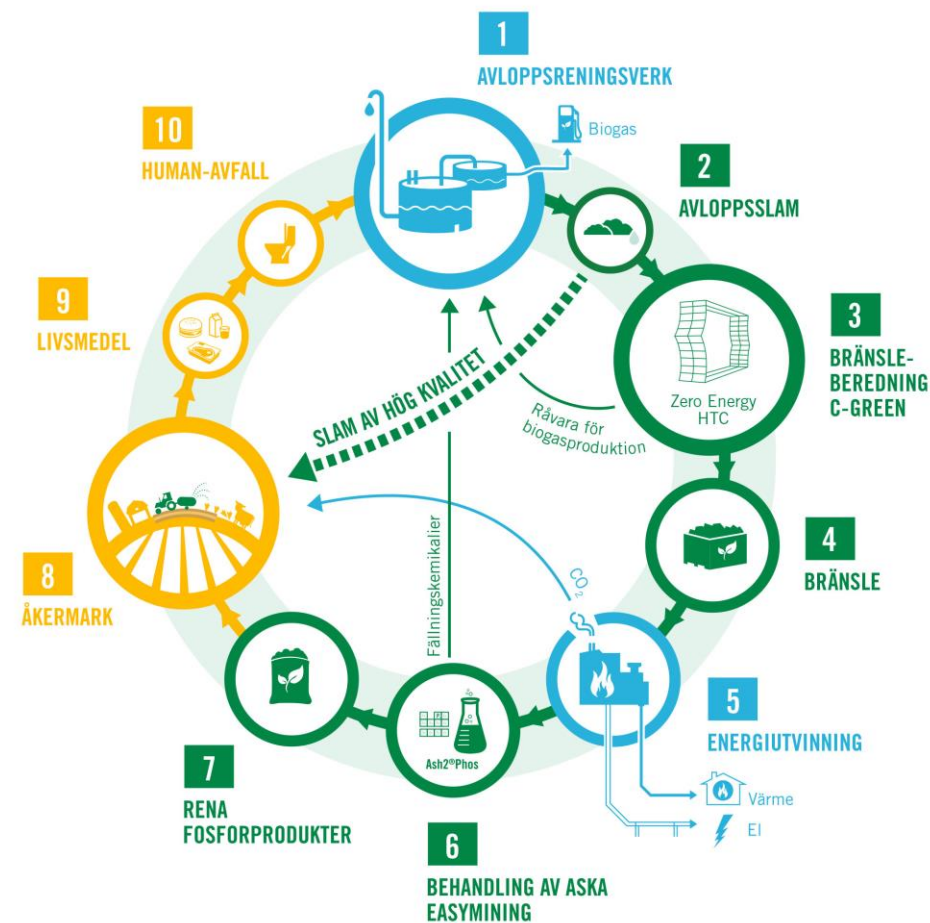 1
AVLOPPSRENINGSVERK
Biogas
2
AVLOPPSSLAM
3
BRÄNSLE-
BEREDNING
C-GREEN
Zero Energy
HTC
Råvara för
biogasproduktion
4
BRÄNSLE
5
ENERGIUTVINNING
CO2
Värme
El
6
BEHANDLING AV ASKA
EASYMINING
Ash2®Phos
Fällningskemikalier
7
RENA
FOSFORPRODUKTER
8
ÅKERMARK
SLAM AV HÖG KVALITET
9
LIVSMEDEL
10
HUMAN-AVFALL